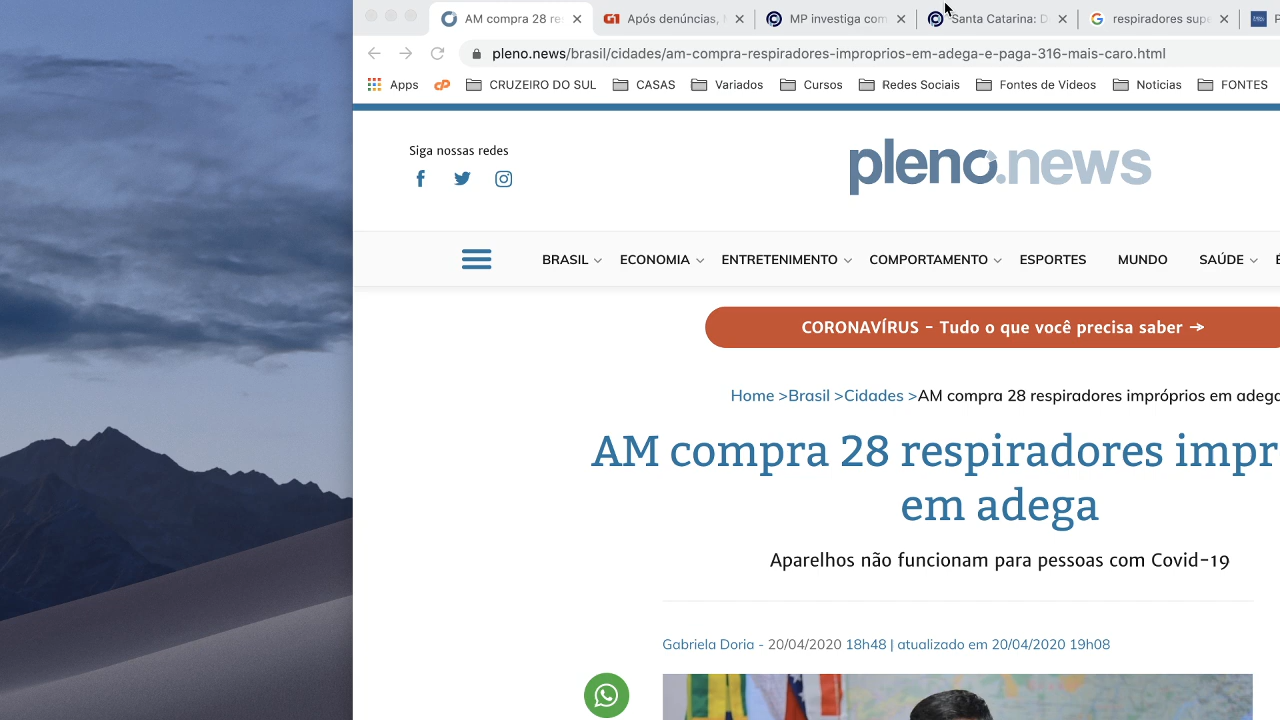 AM compra 28 res
Após denúncias,
MP investiga com
Santa Catarina: D
respiradores supe
P
pleno.news/brasil/cidades/am-compra-respiradores-improprios-em-adega-e-paga-316-mais-caro.html
Apps
CRUZEIRO DO SUL
CASAS
Variados
Cursos
Redes Sociais
Fontes de Videos
Noticias
FONTES
Siga nossas redes
pleno.news
BRASIL
ECONOMIA
ENTRETENIMENTO
COMPORTAMENTO
ESPORTES
MUNDO
SAÚDE
CORONAVÍRUS - Tudo o que você precisa saber →
Home >Brasil >Cidades >AM compra 28 respiradores impróprios em adega
AM compra 28 respiradores impr
em adega
Aparelhos não funcionam para pessoas com Covid-19
Gabriela Doria - 20/04/2020 18h48 | atualizado em 20/04/2020 19h08